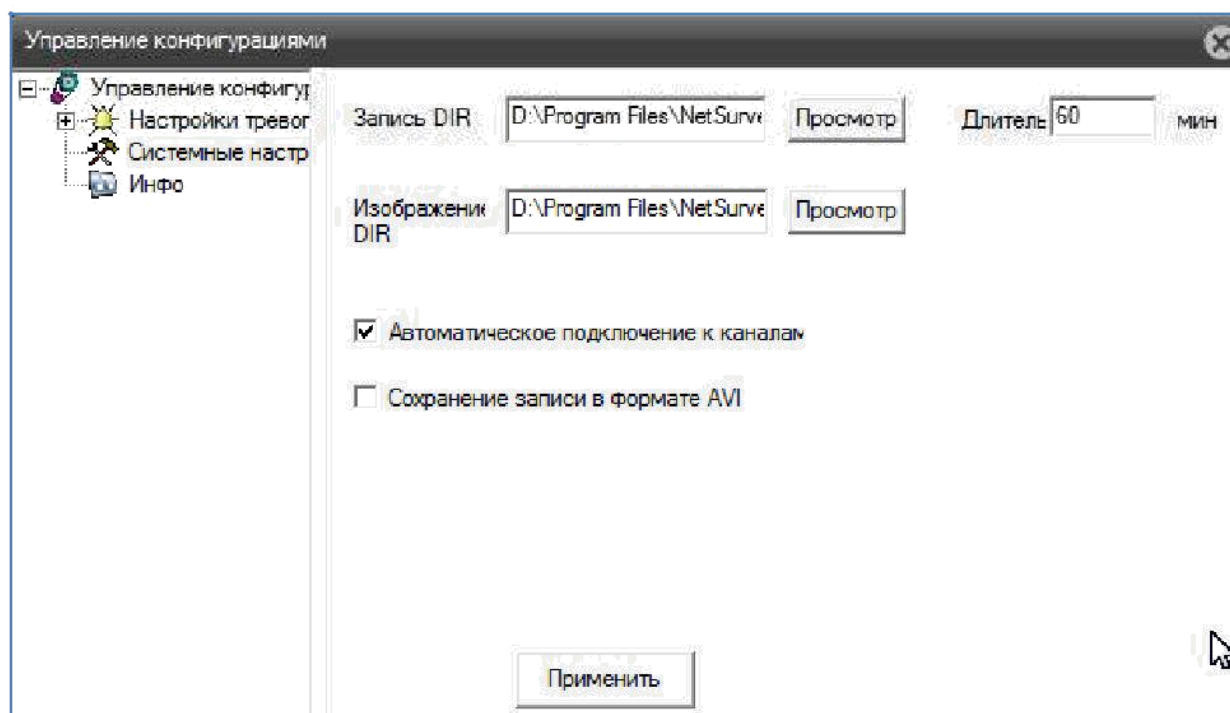 Управление конфигурациями
Управление конфигур
Настройки тревог
Системные настр
Инфо
Запись DIR D:\Program Files\NetSurve Просмотр Длитель 60 мин
Изображение D:\Program Files\NetSurve Просмотр
DIR
Автоматическое подключение к каналам
Сохранение записи в формате AVI
Применить